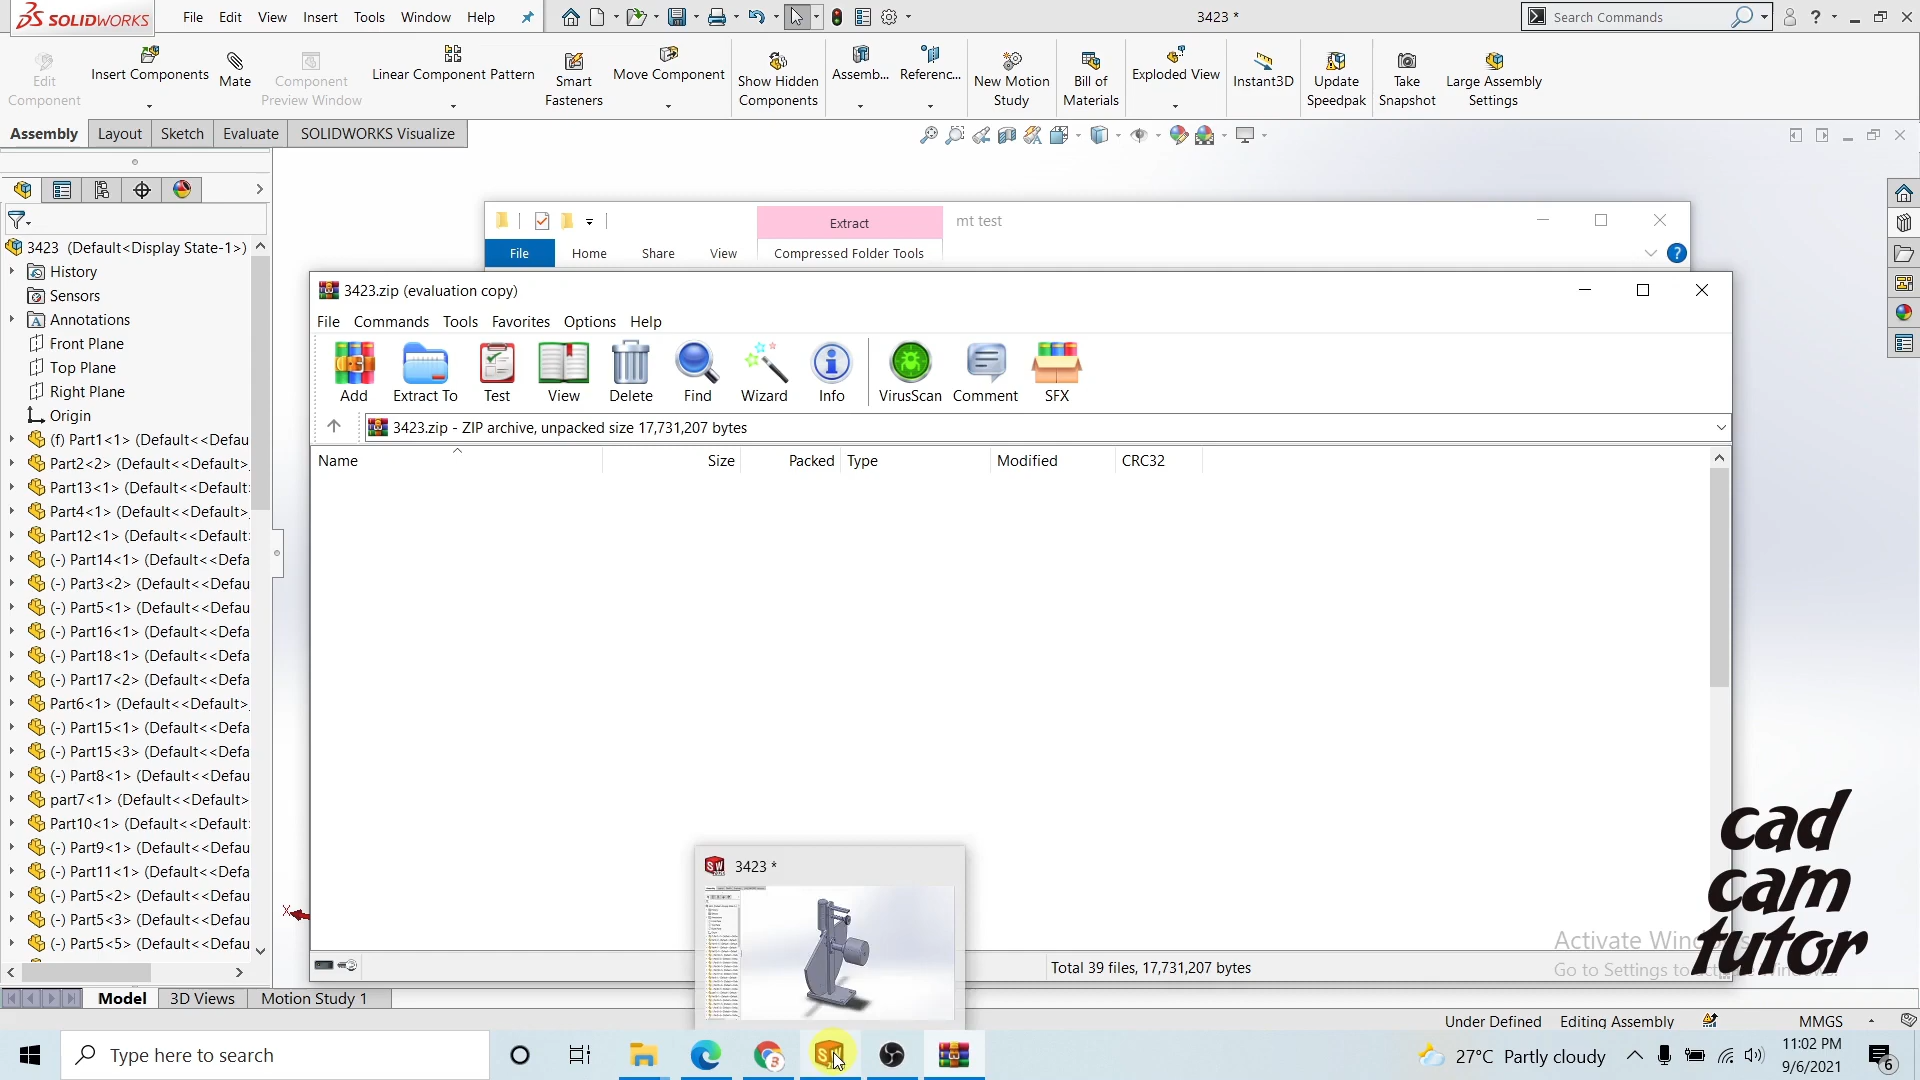 SOLIDWORKS File Edit View Insert Tools Window Help 3423 * Search Commands
Edit Component Insert Components Mate Component Preview Window Linear Component Pattern Smart Fasteners Move Component Show Hidden Components Assemb... Referenc... New Motion Study Bill of Materials Exploded View Instant3D Update Speedpak Take Snapshot Large Assembly Settings
Assembly Layout Sketch Evaluate SOLIDWORKS Visualize
3423 (Default<Display State-1>)
History
Sensors
Annotations
Front Plane
Top Plane
Right Plane
Origin
(f) Part1<1> (Default<<Defau
Part2<2> (Default<<Default>
Part13<1> (Default<<Default
Part4<1> (Default<<Default>
Part12<1> (Default<<Default
(-) Part14<1> (Default<<Defa
(-) Part3<2> (Default<<Defau
(-) Part5<1> (Default<<Defau
(-) Part16<1> (Default<<Defa
(-) Part18<1> (Default<<Defa
(-) Part17<2> (Default<<Defa
Part6<1> (Default<<Default>
(-) Part15<1> (Default<<Defa
(-) Part15<3> (Default<<Defa
(-) Part8<1> (Default<<Defau
part7<1> (Default<<Default>
Part10<1> (Default<<Default
(-) Part9<1> (Default<<Defau
(-) Part11<1> (Default<<Defa
(-) Part5<2> (Default<<Defau
(-) Part5<3> (Default<<Defau
(-) Part5<5> (Default<<Defau
Extract mt test
File Home Share View Compressed Folder Tools
3423.zip (evaluation copy)
File Commands Tools Favorites Options Help
Add Extract To Test View Delete Find Wizard Info VirusScan Comment SFX
3423.zip - ZIP archive, unpacked size 17,731,207 bytes
Name Size Packed Type Modified CRC32
SW 3423 *
X
Total 39 files, 17,731,207 bytes
Activate Win
Go to Settings to
cad
cam
tutor
Model 3D Views Motion Study 1
Under Defined Editing Assembly MMGS
Type here to search 27°C Partly cloudy 11:02 PM
9/6/2021
6